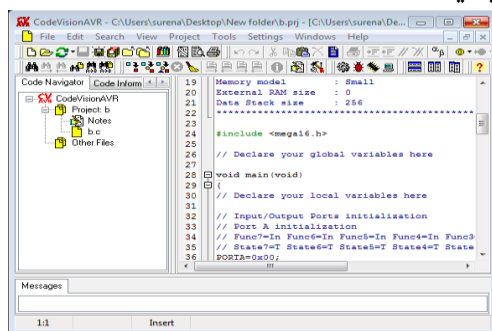 CodeVisionAVR - C:\Users\surena\Desktop\New folder\b.prj - [C:\Users\surena\De...
File Edit Search View Project Tools Settings Windows Help
Code Navigator Code Inform
CodeVisionAVR
Project: b
Notes
b.c
Other Files
19 Memory model : Small
20 External RAM size : 0
21 Data Stack size : 256
22 *****************************************
23
24 #include <mega16.h>
25
26 // Declare your global variables here
27
28 void main(void)
29 {
30 // Declare your local variables here
31
32 // Input/Output Ports initialization
33 // Port A initialization
34 // Func7=In Func6=In Func5=In Func4=In Func3
35 // State7=T State6=T State5=T State4=T State
36 PORTA=0x00;
Messages
1:1 Insert